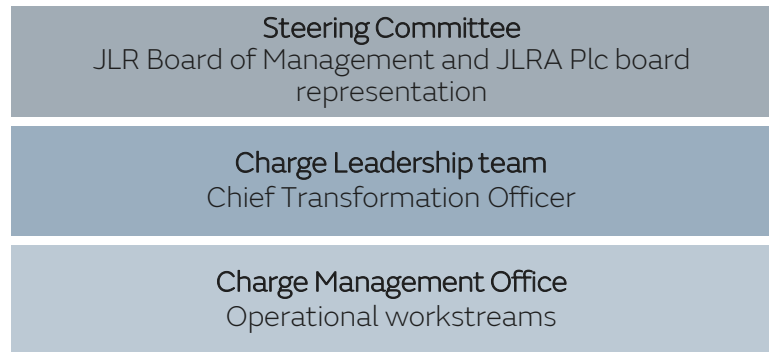 Steering Committee
JLR Board of Management and JLRA Plc board
representation
Charge Leadership team
Chief Transformation Officer
Charge Management Office
Operational workstreams